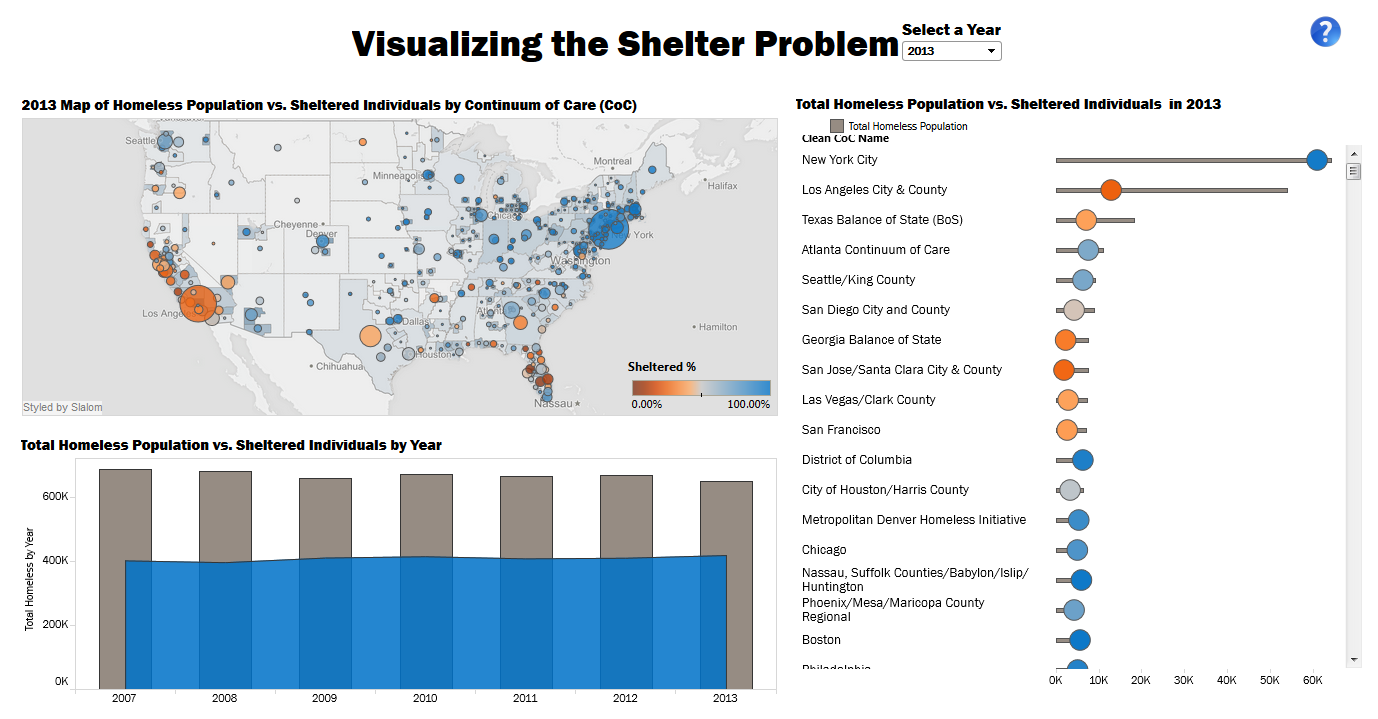 Visualizing the Shelter Problem
Select a Year
2013
?
2013 Map of Homeless Population vs. Sheltered Individuals by Continuum of Care (CoC)
Vancouver
Seattle
Montreal
Minneapolis
Halifax
Chicago
Cheyenne
Denver
New York
Washington
Los Angeles
Atlanta
Dallas
Hamilton
Houston
Chihuahua
Sheltered %
0.00%
100.00%
Styled by Slalom
Nassau
Total Homeless Population vs. Sheltered Individuals by Year
Total Homeless by Year
600K
400K
200K
0K
2007 2008 2009 2010 2011 2012 2013
Total Homeless Population vs. Sheltered Individuals in 2013
Total Homeless Population
Clean CoC Name
New York City
Los Angeles City & County
Texas Balance of State (BoS)
Atlanta Continuum of Care
Seattle/King County
San Diego City and County
Georgia Balance of State
San Jose/Santa Clara City & County
Las Vegas/Clark County
San Francisco
District of Columbia
City of Houston/Harris County
Metropolitan Denver Homeless Initiative
Chicago
Nassau, Suffolk Counties/Babylon/Islip/
Huntington
Phoenix/Mesa/Maricopa County
Regional
Boston
Philadelphia
0K 10K 20K 30K 40K 50K 60K